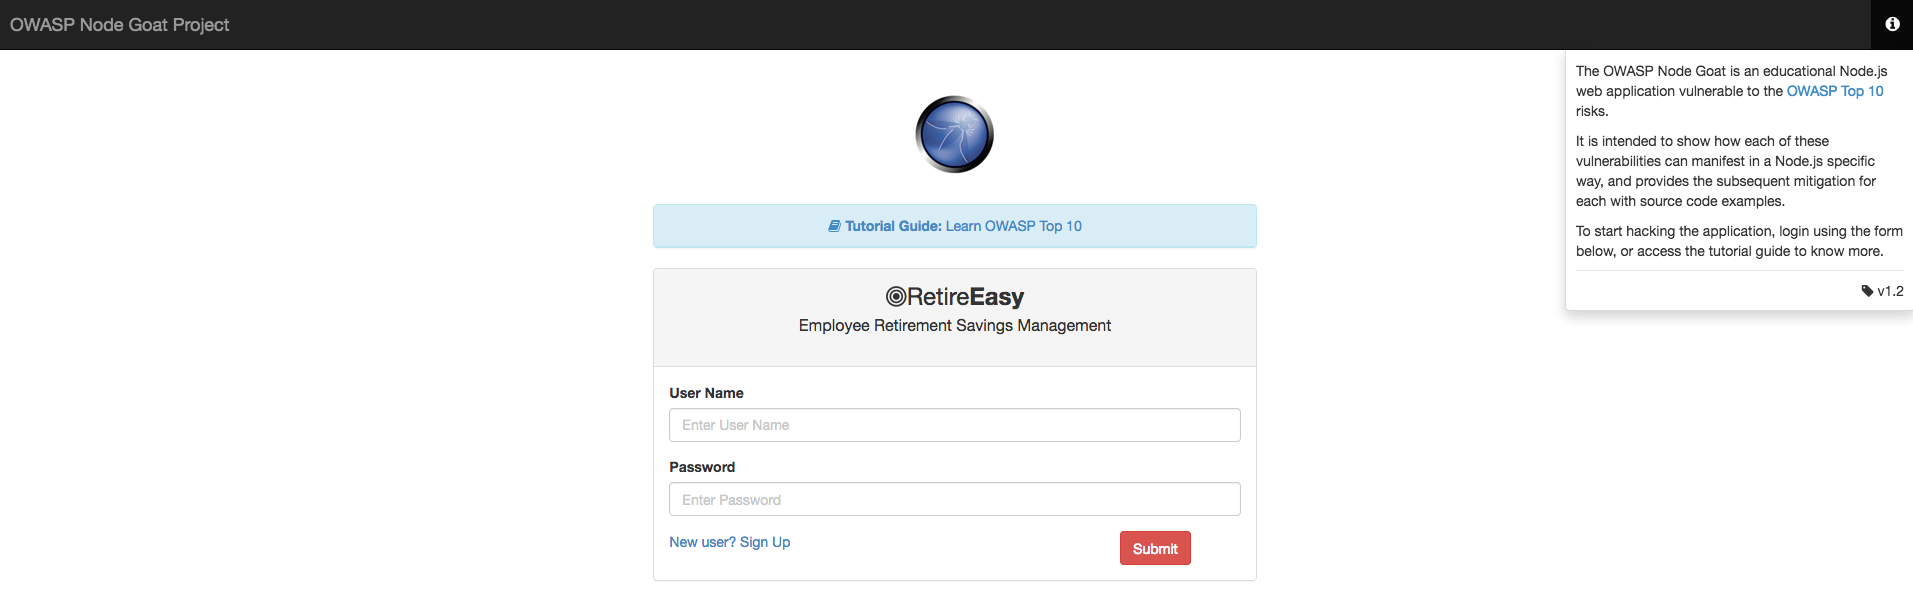 OWASP Node Goat Project
The OWASP Node Goat is an educational Node.js
web application vulnerable to the OWASP Top 10
risks.
It is intended to show how each of these
vulnerabilities can manifest in a Node.js specific
way, and provides the subsequent mitigation for
each with source code examples.
To start hacking the application, login using the form
below, or access the tutorial guide to know more.
v1.2
Tutorial Guide: Learn OWASP Top 10
RetireEasy
Employee Retirement Savings Management
User Name
Enter User Name
Password
Enter Password
New user? Sign Up
Submit